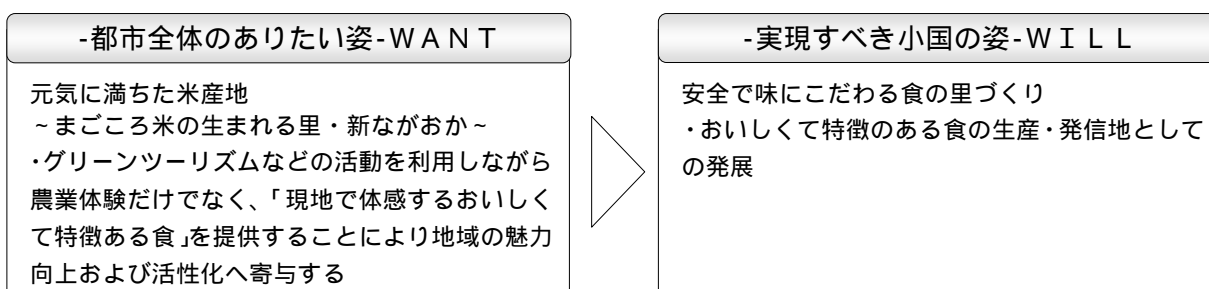 -都市全体のありたい姿-ＷＡＮＴ
元気に満ちた米産地
～まごころ米の生まれる里・新ながおか～
・グリーンツーリズムなどの活動を利用しながら
農業体験だけでなく、「現地で体感するおいしく
て特徴ある食」を提供することにより地域の魅力
向上および活性化へ寄与する
-実現すべき小国の姿-ＷＩＬＬ
安全で味にこだわる食の里づくり
・おいしくて特徴のある食の生産・発信地として
の発展